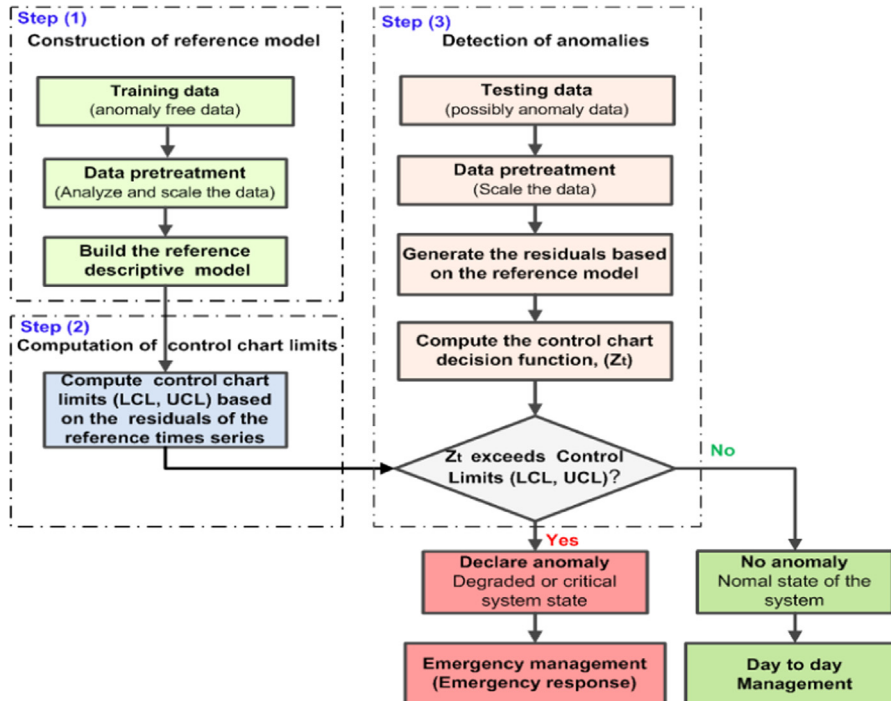 Step (1)
Construction of reference model
Training data
(anomaly free data)
Data pretreatment
(Analyze and scale the data)
Build the reference
descriptive model
Step (2)
Computation of control chart limits
Compute control chart
limits (LCL, UCL) based
on the residuals of the
reference times series
Step (3)
Detection of anomalies
Testing data
(possibly anomaly data)
Data pretreatment
(Scale the data)
Generate the residuals based
on the reference model
Compute the control chart
decision function, (Zt)
Zt exceeds Control
Limits (LCL, UCL)?
No
Yes
Declare anomaly
Degraded or critical
system state
Emergency management
(Emergency response)
No anomaly
Nomal state of the
system
Day to day
Management